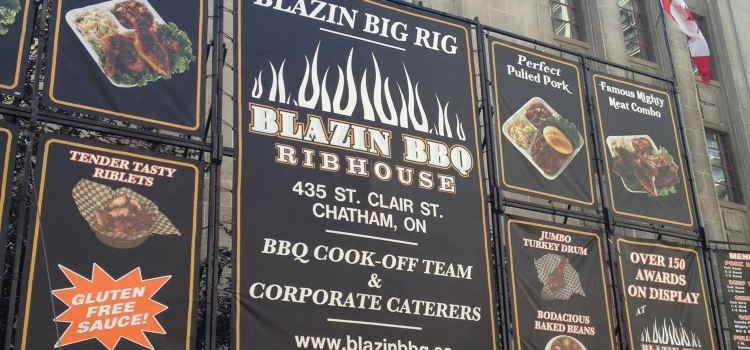 TENDER TASTY
RIBLETS
GLUTEN
FREE
SAUCE!
BLAZIN BIG RIG
BLAZIN BBQ
RIBHOUSE
435 ST. CLAIR ST.
CHATHAM, ON
BBQ COOK-OFF TEAM
&
CORPORATE CATERERS
Perfect
Pulled Pork
Famous Mighty
Meat Combo
JUMBO
TURKEY DRUM
BODACIOUS
BAKED BEANS
OVER 150
AWARDS
ON DISPLAY
AT
MENU